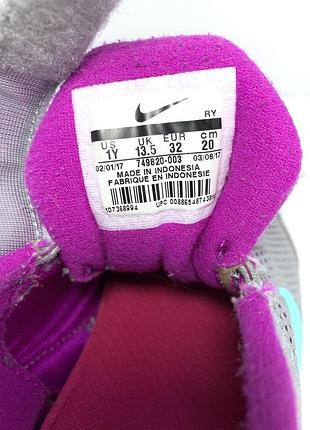 RY
US UK EUR cm
1Y 13.5 32 20
02/01/17 749820-003 03/08/17
MADE IN INDONESIA
FABRIQUE EN INDONESIE
107368994